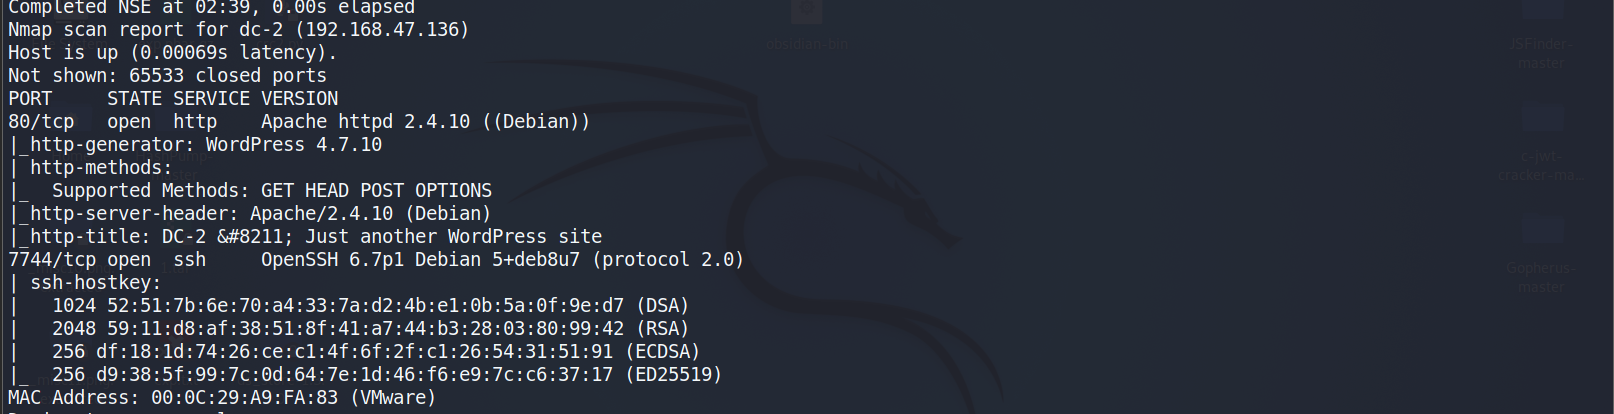 Completed NSE at 02:39, 0.00s elapsed
Nmap scan report for dc-2 (192.168.47.136)
Host is up (0.00069s latency).
Not shown: 65533 closed ports
PORT     STATE SERVICE VERSION
80/tcp   open  http    Apache httpd 2.4.10 ((Debian))
|_http-generator: WordPress 4.7.10
| http-methods:
|_  Supported Methods: GET HEAD POST OPTIONS
|_http-server-header: Apache/2.4.10 (Debian)
|_http-title: DC-2 &#8211; Just another WordPress site
7744/tcp open  ssh     OpenSSH 6.7p1 Debian 5+deb8u7 (protocol 2.0)
| ssh-hostkey:
|   1024 52:51:7b:6e:70:a4:33:7a:d2:4b:e1:0b:5a:0f:9e:d7 (DSA)
|   2048 59:11:d8:af:38:51:8f:41:a7:44:b3:28:03:80:99:42 (RSA)
|   256 df:18:1d:74:26:ce:c1:4f:6f:2f:c1:26:54:31:51:91 (ECDSA)
|_  256 d9:38:5f:99:7c:0d:64:7e:1d:46:f6:e9:7c:c6:37:17 (ED25519)
MAC Address: 00:0C:29:A9:FA:83 (VMware)
JSFinder-
master
c-jwt-
cracker-ma...
Gopherus-
master